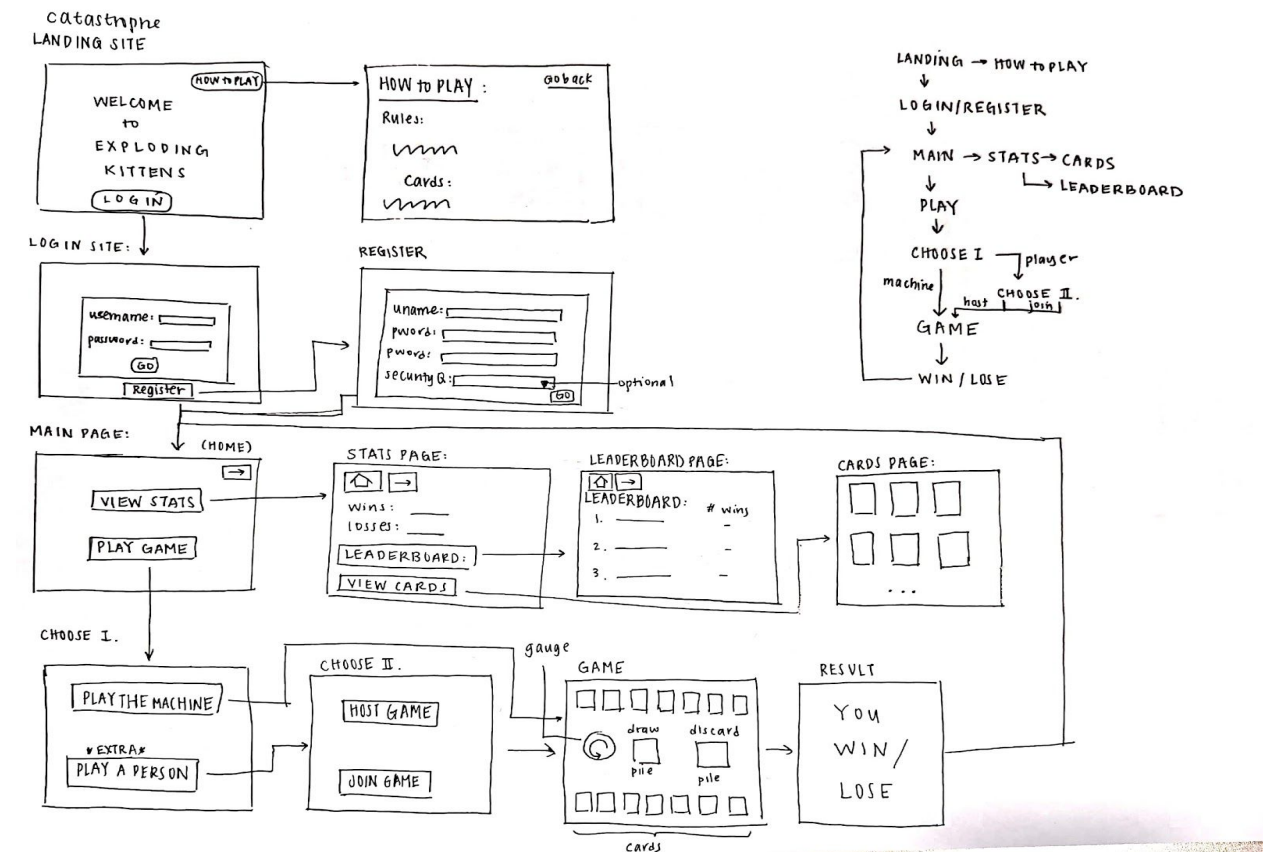 catastrophe
LANDING SITE
HOW to PLAY
WELCOME
to
EXPLODING
KITTENS
LOGIN
HOW to PLAY :
Go back
Rules:
Cards:
LANDING → HOW to PLAY
LOGIN/REGISTER
MAIN → STATS → CARDS
LEADERBOARD
PLAY
CHOOSE I
player
machine
CHOOSE II.
host
join
GAME
WIN / LOSE
LOGIN SITE:
username:
password:
GO
Register
REGISTER
uname:
pword:
pword:
security Q:
optional
GO
MAIN PAGE:
(HOME)
→
VIEW STATS
PLAY GAME
STATS PAGE:
→
wins:
losses:
LEADERBOARD:
VIEW CARDS
LEADERBOARD PAGE:
→
LEADERBOARD:
# wins
1. –
2. –
3. –
CARDS PAGE:
...
CHOOSE I.
PLAY THE MACHINE
*EXTRA*
PLAY A PERSON
CHOOSE II.
HOST GAME
JOIN GAME
gauge
GAME
draw
pile
discard
pile
cards
RESULT
YOU
WIN/
LOSE